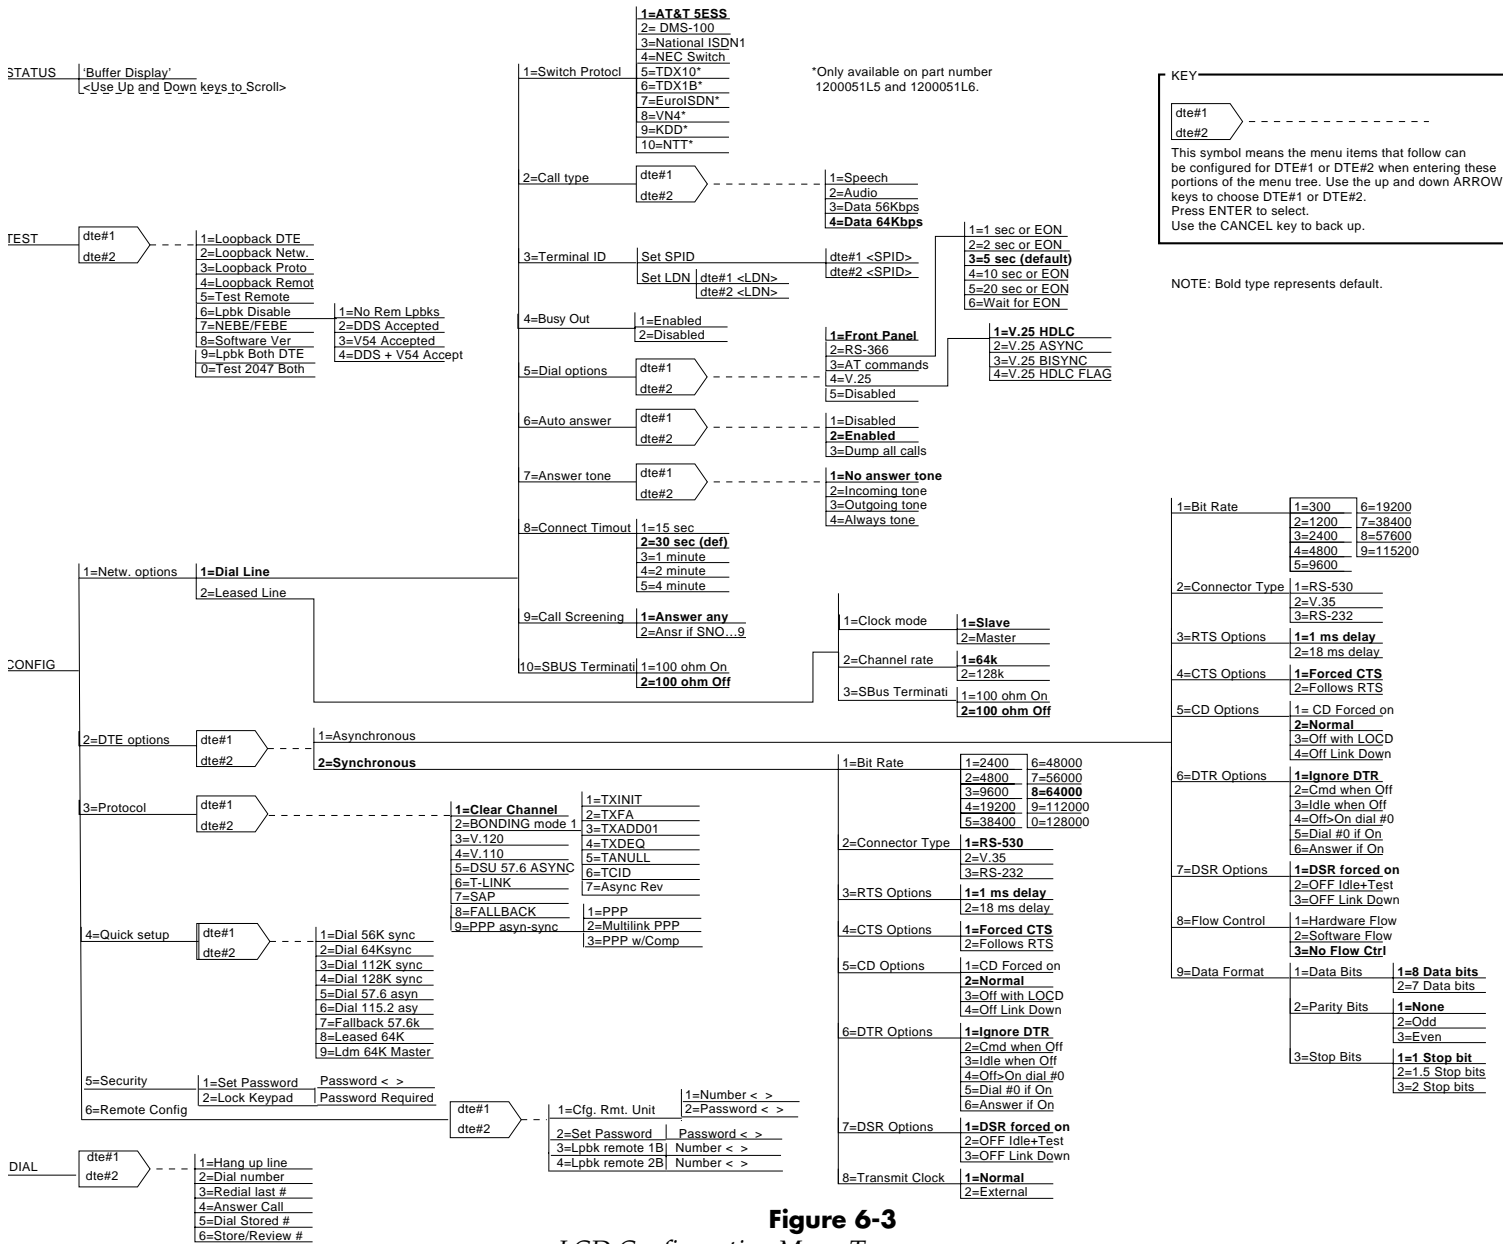 STATUS
'Buffer Display'
<Use Up and Down keys to Scroll>
TEST
dte#1
dte#2
1=Loopback DTE
2=Loopback Netw.
3=Loopback Proto
4=Loopback Remot
5=Test Remote
6=Lpbk Disable
7=NEBE/FEBE
8=Software Ver
9=Lpbk Both DTE
0=Test 2047 Both
1=No Rem Lpbks
2=DDS Accepted
3=V54 Accepted
4=DDS + V54 Accept
CONFIG
1=Netw. options
1=Dial Line
2=Leased Line
1=Switch Protocl
1=AT&T 5ESS
2= DMS-100
3=National ISDN1
4=NEC Switch
5=TDX10*
6=TDX1B*
7=EuroISDN*
8=VN4*
9=KDD*
10=NTT*
*Only available on part number
1200051L5 and 1200051L6.
2=Call type
dte#1
dte#2
1=Speech
2=Audio
3=Data 56Kbps
4=Data 64Kbps
3=Terminal ID
Set SPID
dte#1 <SPID>
dte#2 <SPID>
Set LDN
dte#1 <LDN>
dte#2 <LDN>
4=Busy Out
1=Enabled
2=Disabled
5=Dial options
dte#1
dte#2
1=Front Panel
2=RS-366
3=AT commands
4=V.25
5=Disabled
1=1 sec or EON
2=2 sec or EON
3=5 sec (default)
4=10 sec or EON
5=20 sec or EON
6=Wait for EON
1=V.25 HDLC
2=V.25 ASYNC
3=V.25 BISYNC
4=V.25 HDLC FLAG
6=Auto answer
dte#1
dte#2
1=Disabled
2=Enabled
3=Dump all calls
7=Answer tone
dte#1
dte#2
1=No answer tone
2=Incoming tone
3=Outgoing tone
4=Always tone
8=Connect Timout
1=15 sec
2=30 sec (def)
3=1 minute
4=2 minute
5=4 minute
9=Call Screening
1=Answer any
2=Ansr if SNO...9
10=SBUS Terminati
1=100 ohm On
2=100 ohm Off
1=Clock mode
1=Slave
2=Master
2=Channel rate
1=64k
2=128k
3=SBus Terminati
1=100 ohm On
2=100 ohm Off
2=DTE options
dte#1
dte#2
1=Asynchronous
2=Synchronous
1=Bit Rate
1=300
2=1200
3=2400
4=4800
5=9600
6=19200
7=38400
8=57600
9=115200
2=Connector Type
1=RS-530
2=V.35
3=RS-232
3=RTS Options
1=1 ms delay
2=18 ms delay
4=CTS Options
1=Forced CTS
2=Follows RTS
5=CD Options
1= CD Forced on
2=Normal
3=Off with LOCD
4=Off Link Down
6=DTR Options
1=Ignore DTR
2=Cmd when Off
3=Idle when Off
4=Off>On dial #0
5=Dial #0 if On
6=Answer if On
7=DSR Options
1=DSR forced on
2=OFF Idle+Test
3=OFF Link Down
8=Flow Control
1=Hardware Flow
2=Software Flow
3=No Flow Ctrl
9=Data Format
1=Data Bits
1=8 Data bits
2=7 Data bits
2=Parity Bits
1=None
2=Odd
3=Even
3=Stop Bits
1=1 Stop bit
2=1.5 Stop bits
3=2 Stop bits
1=Bit Rate
1=2400
2=4800
3=9600
4=19200
5=38400
6=48000
7=56000
8=64000
9=112000
0=128000
2=Connector Type
1=RS-530
2=V.35
3=RS-232
3=RTS Options
1=1 ms delay
2=18 ms delay
4=CTS Options
1=Forced CTS
2=Follows RTS
5=CD Options
1=CD Forced on
2=Normal
3=Off with LOCD
4=Off Link Down
6=DTR Options
1=Ignore DTR
2=Cmd when Off
3=Idle when Off
4=Off>On dial #0
5=Dial #0 if On
6=Answer if On
7=DSR Options
1=DSR forced on
2=OFF Idle+Test
3=OFF Link Down
8=Transmit Clock
1=Normal
2=External
3=Protocol
dte#1
dte#2
1=Clear Channel
2=BONDING mode 1
3=V.120
4=V.110
5=DSU 57.6 ASYNC
6=T-LINK
7=SAP
8=FALLBACK
9=PPP asyn-sync
1=TXINIT
2=TXFA
3=TXADD01
4=TXDEQ
5=TANULL
6=TCID
7=Async Rev
1=PPP
2=Multilink PPP
3=PPP w/Comp
4=Quick setup
dte#1
dte#2
1=Dial 56K sync
2=Dial 64Ksync
3=Dial 112K sync
4=Dial 128K sync
5=Dial 57.6 asyn
6=Dial 115.2 asy
7=Fallback 57.6k
8=Leased 64K
9=Ldm 64K Master
5=Security
1=Set Password
Password < >
2=Lock Keypad
Password Required
6=Remote Config
dte#1
dte#2
1=Cfg. Rmt. Unit
1=Number < >
2=Password < >
2=Set Password
Password < >
3=Lpbk remote 1B
Number < >
4=Lpbk remote 2B
Number < >
DIAL
dte#1
dte#2
1=Hang up line
2=Dial number
3=Redial last #
4=Answer Call
5=Dial Stored #
6=Store/Review #
KEY
dte#1
dte#2
This symbol means the menu items that follow can
be configured for DTE#1 or DTE#2 when entering these
portions of the menu tree. Use the up and down ARROW
keys to choose DTE#1 or DTE#2.
Press ENTER to select.
Use the CANCEL key to back up.
NOTE: Bold type represents default.
Figure 6-3